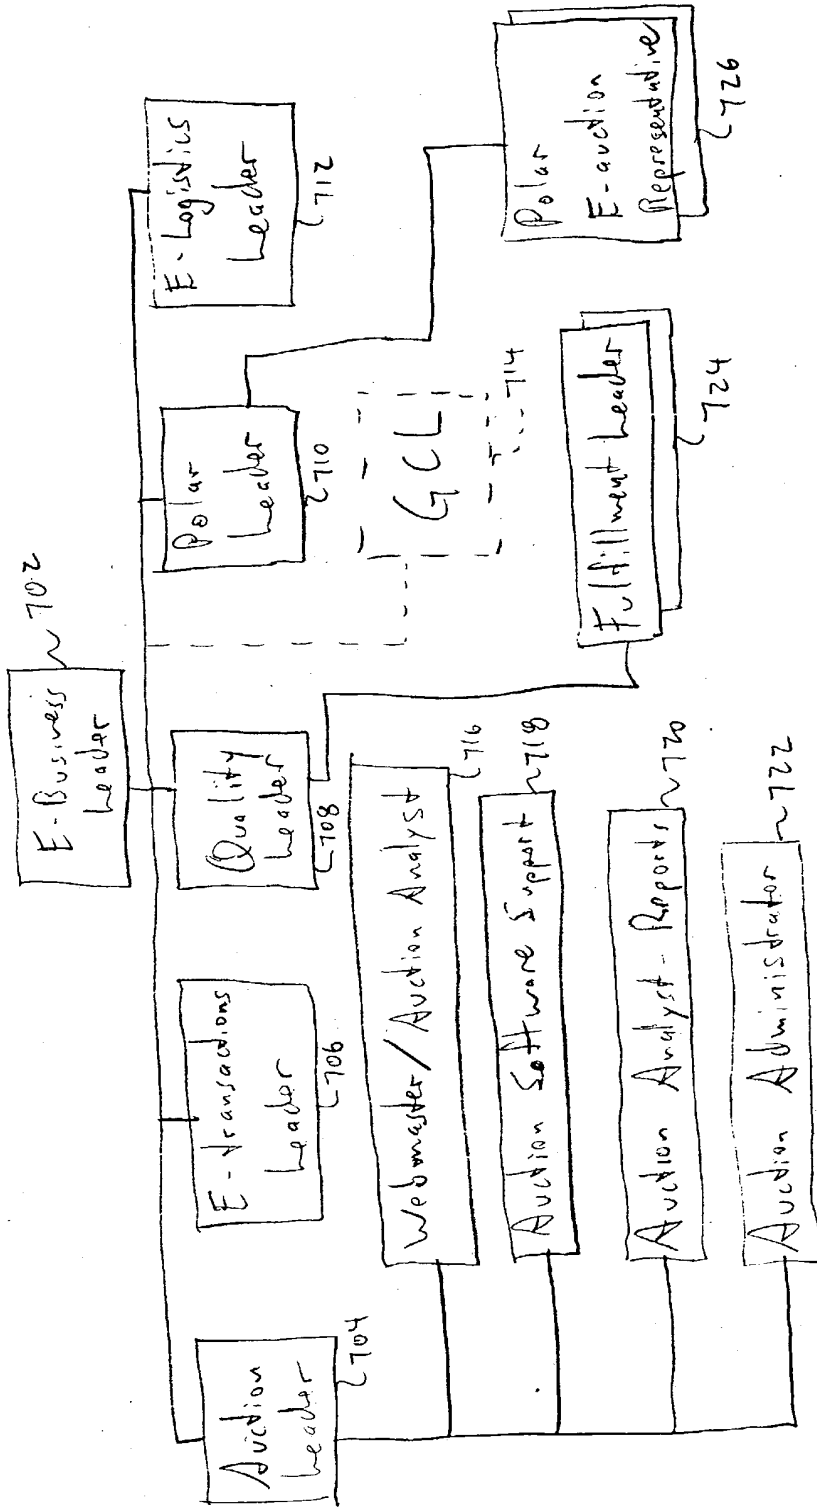 E-Business
Leader
702
Auction
Leader
704
E-transactions
Leader
706
Quality
Leader
708
Polar
Leader
710
E-Logistics
Leader
712
GCL
714
Webmaster/Auction Analyst
716
Auction Software Support
718
Auction Analyst-Reports
720
Auction Administrator
722
Fulfillment Leader
724
Polar
E-auction
Representative
726